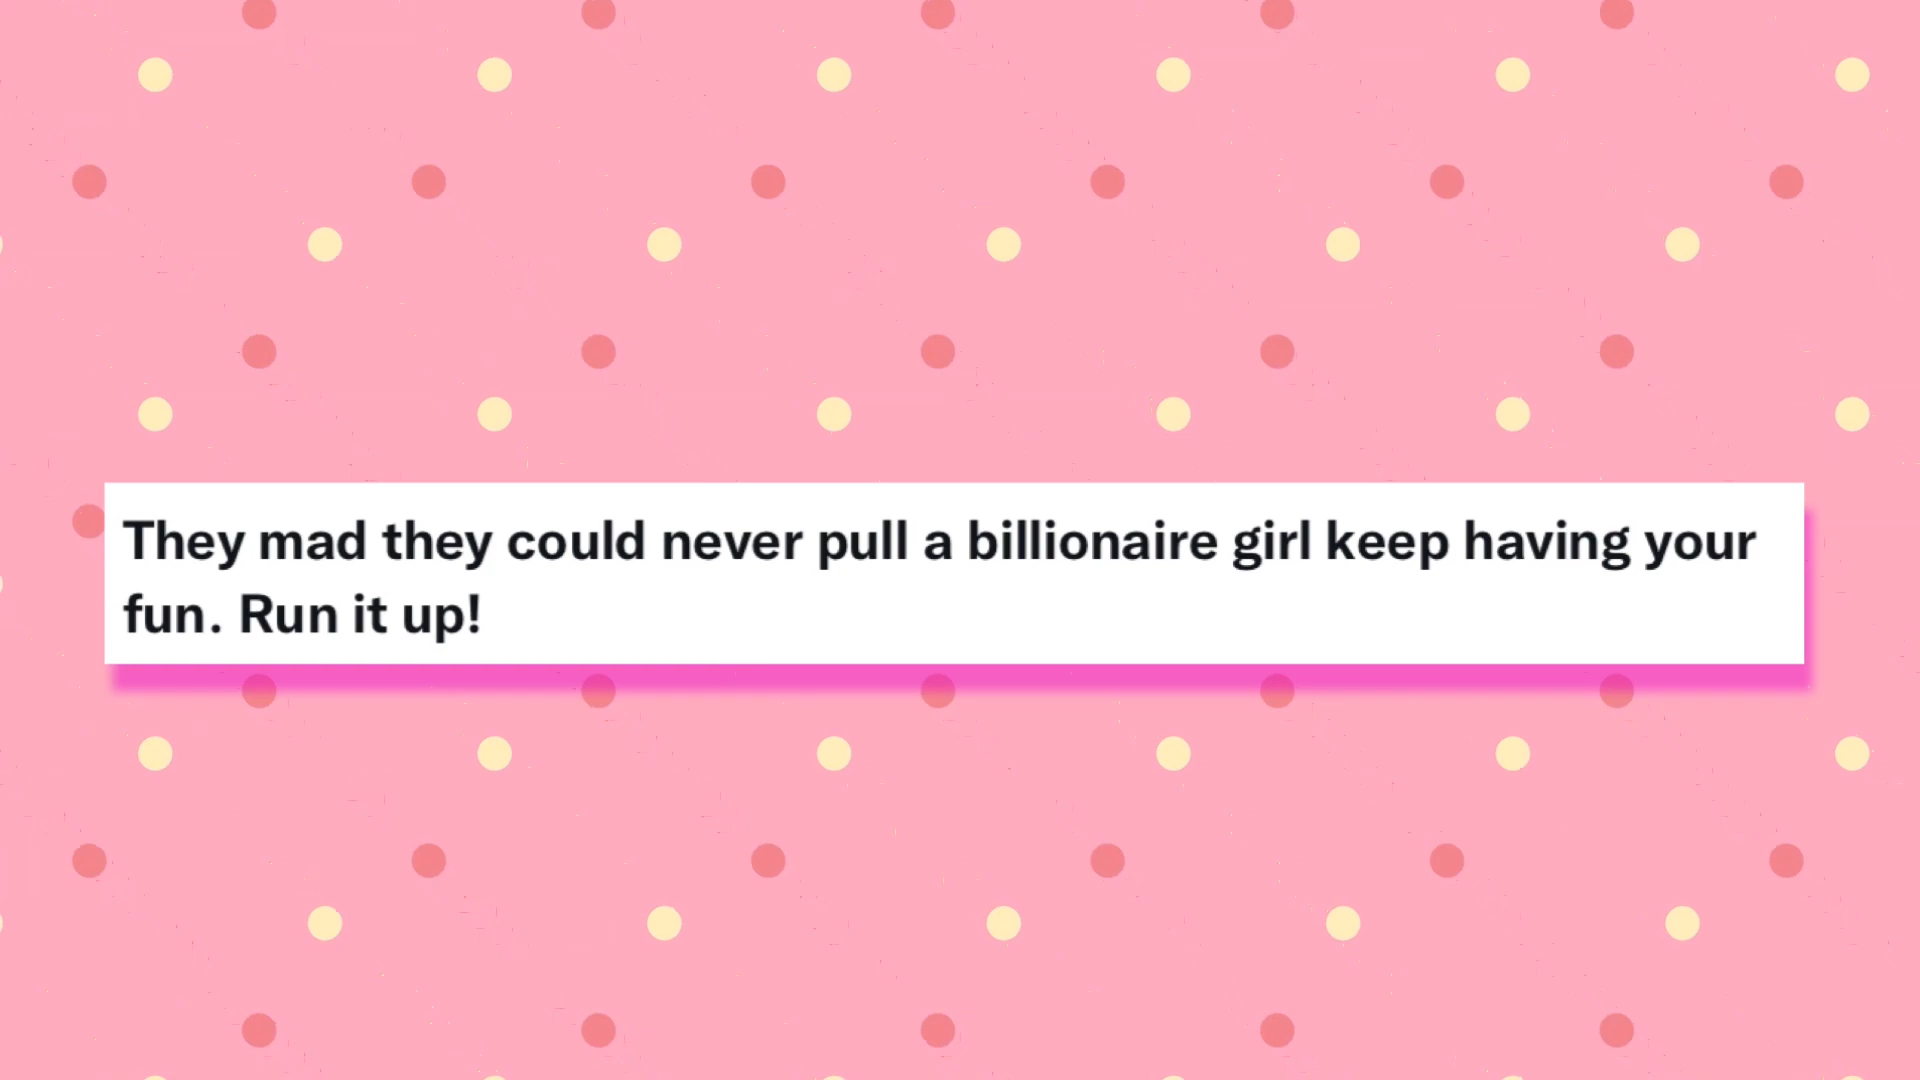 They mad they could never pull a billionaire girl keep having your
fun. Run it up!